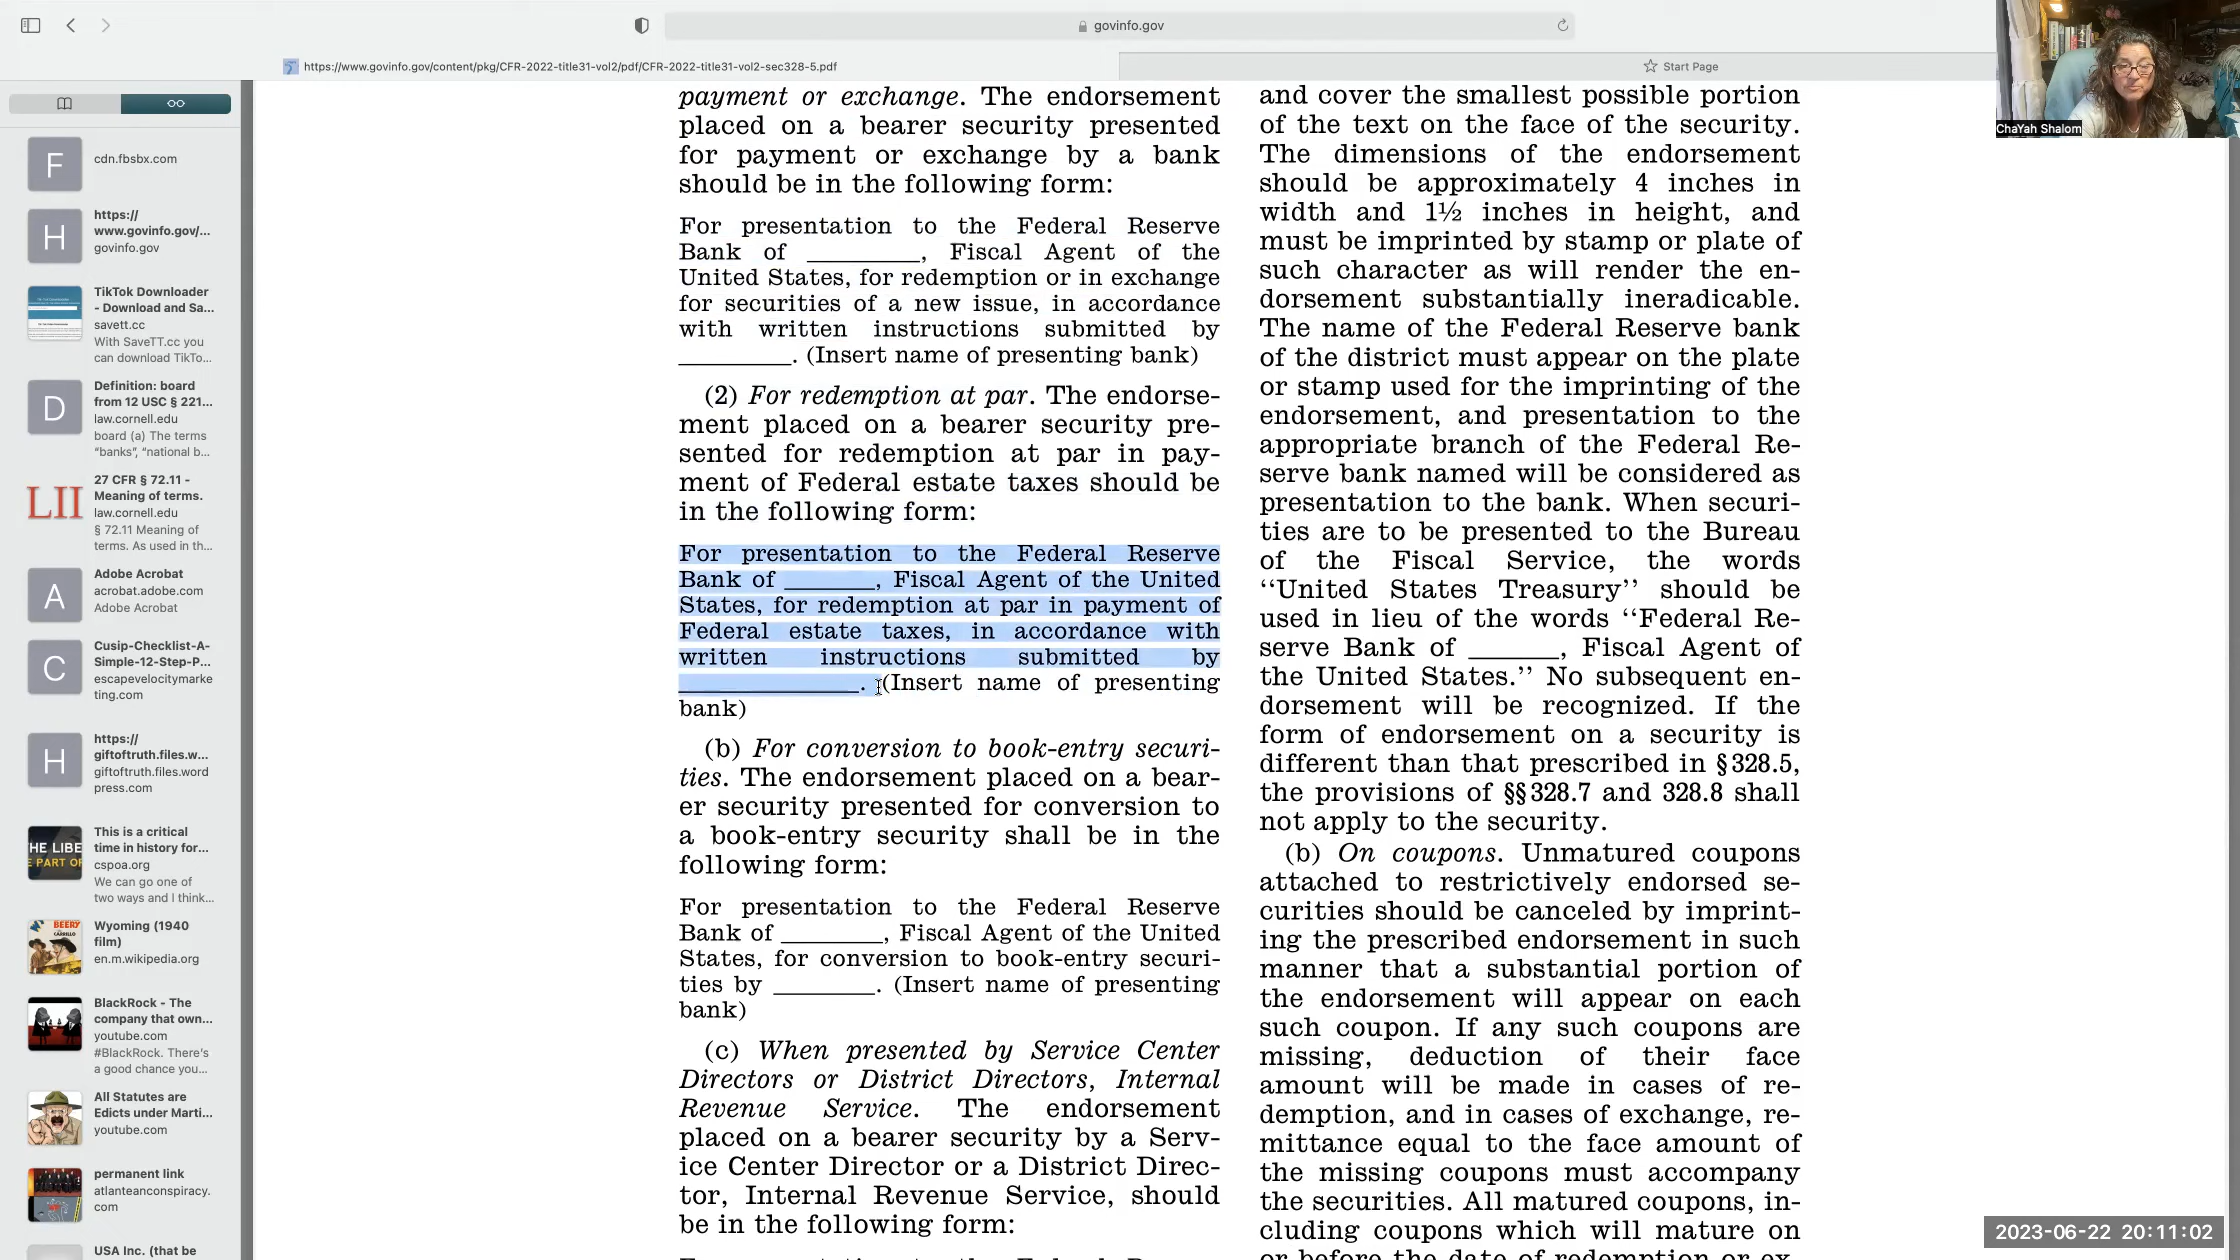 govinfo.gov
https://www.govinfo.gov/content/pkg/CFR-2022-title31-vol2/pdf/CFR-2022-title31-vol2-sec328-5.pdf
Start Page
ChaYah Shalom
F
cdn.fbsbx.com
H
https://
www.govinfo.gov/...
govinfo.gov
TikTok Downloader
- Download and Sa...
savett.cc
With SaveTT.cc you
can download TikTo...
D
Definition: board
from 12 USC § 221...
law.cornell.edu
board (a) The terms
“banks”, “national b...
LII
27 CFR § 72.11 -
Meaning of terms.
law.cornell.edu
§ 72.11 Meaning of
terms. As used in th...
A
Adobe Acrobat
acrobat.adobe.com
Adobe Acrobat
C
Cusip-Checklist-A-
Simple-12-Step-P...
escapevelocitymarke
ting.com
H
https://
giftoftruth.files.w...
giftoftruth.files.word
press.com
HE LIBE
E PART OF
This is a critical
time in history for...
cspoa.org
We can go one of
two ways and I think...
BEERY
CARRILLO
Wyoming (1940
film)
en.m.wikipedia.org
BlackRock - The
company that own...
youtube.com
#BlackRock. There's
a good chance you...
All Statutes are
Edicts under Marti...
youtube.com
permanent link
atlanteanconspiracy.
com
USA Inc. (that be
payment or exchange. The endorsement
placed on a bearer security presented
for payment or exchange by a bank
should be in the following form:
For presentation to the Federal Reserve
Bank of ________, Fiscal Agent of the
United States, for redemption or in exchange
for securities of a new issue, in accordance
with written instructions submitted by
________. (Insert name of presenting bank)
(2) For redemption at par. The endorse-
ment placed on a bearer security pre-
sented for redemption at par in pay-
ment of Federal estate taxes should be
in the following form:
For presentation to the Federal Reserve
Bank of ______, Fiscal Agent of the United
States, for redemption at par in payment of
Federal estate taxes, in accordance with
written instructions submitted by
____________. (Insert name of presenting
bank)
(b) For conversion to book-entry securi-
ties. The endorsement placed on a bear-
er security presented for conversion to
a book-entry security shall be in the
following form:
For presentation to the Federal Reserve
Bank of _______, Fiscal Agent of the United
States, for conversion to book-entry securi-
ties by _______. (Insert name of presenting
bank)
(c) When presented by Service Center
Directors or District Directors, Internal
Revenue Service. The endorsement
placed on a bearer security by a Serv-
ice Center Director or a District Direc-
tor, Internal Revenue Service, should
be in the following form:
and cover the smallest possible portion
of the text on the face of the security.
The dimensions of the endorsement
should be approximately 4 inches in
width and 1½ inches in height, and
must be imprinted by stamp or plate of
such character as will render the en-
dorsement substantially ineradicable.
The name of the Federal Reserve bank
of the district must appear on the plate
or stamp used for the imprinting of the
endorsement, and presentation to the
appropriate branch of the Federal Re-
serve bank named will be considered as
presentation to the bank. When securi-
ties are to be presented to the Bureau
of the Fiscal Service, the words
‘‘United States Treasury’’ should be
used in lieu of the words ‘‘Federal Re-
serve Bank of ______, Fiscal Agent of
the United States.’’ No subsequent en-
dorsement will be recognized. If the
form of endorsement on a security is
different than that prescribed in §328.5,
the provisions of §§328.7 and 328.8 shall
not apply to the security.
(b) On coupons. Unmatured coupons
attached to restrictively endorsed se-
curities should be canceled by imprint-
ing the prescribed endorsement in such
manner that a substantial portion of
the endorsement will appear on each
such coupon. If any such coupons are
missing, deduction of their face
amount will be made in cases of re-
demption, and in cases of exchange, re-
mittance equal to the face amount of
the missing coupons must accompany
the securities. All matured coupons, in-
cluding coupons which will mature on
or before the date of redemption or ex-
2023-06-22 20:11:02